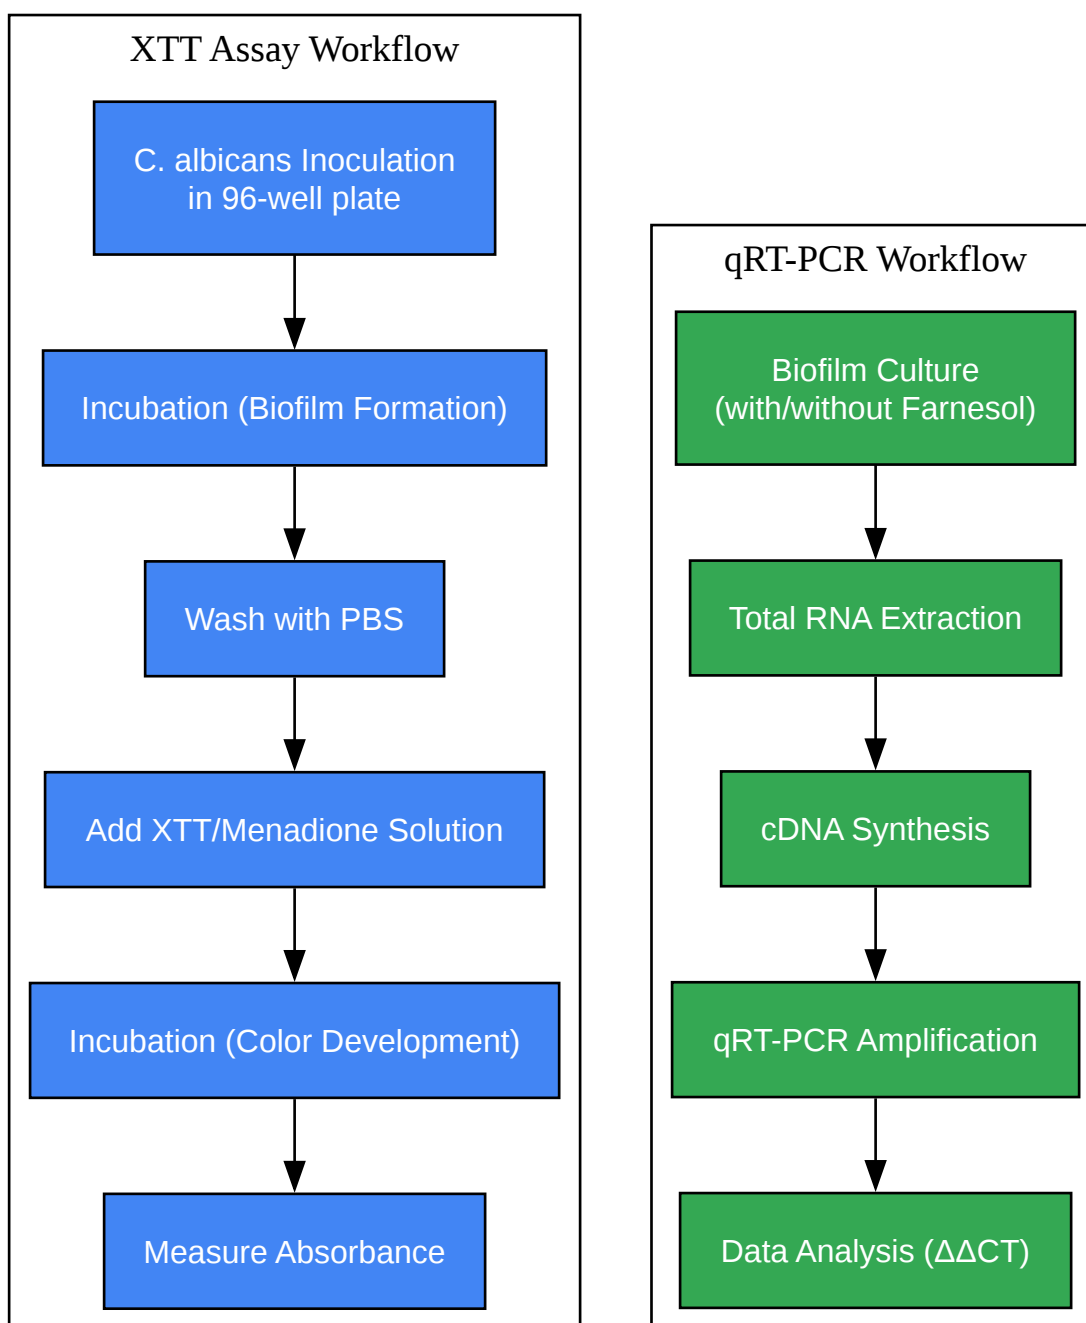 XTT Assay Workflow
C. albicans Inoculation
in 96-well plate
Incubation (Biofilm Formation)
Wash with PBS
Add XTT/Menadione Solution
Incubation (Color Development)
Measure Absorbance
qRT-PCR Workflow
Biofilm Culture
(with/without Farnesol)
Total RNA Extraction
cDNA Synthesis
qRT-PCR Amplification
Data Analysis (ΔΔCT)